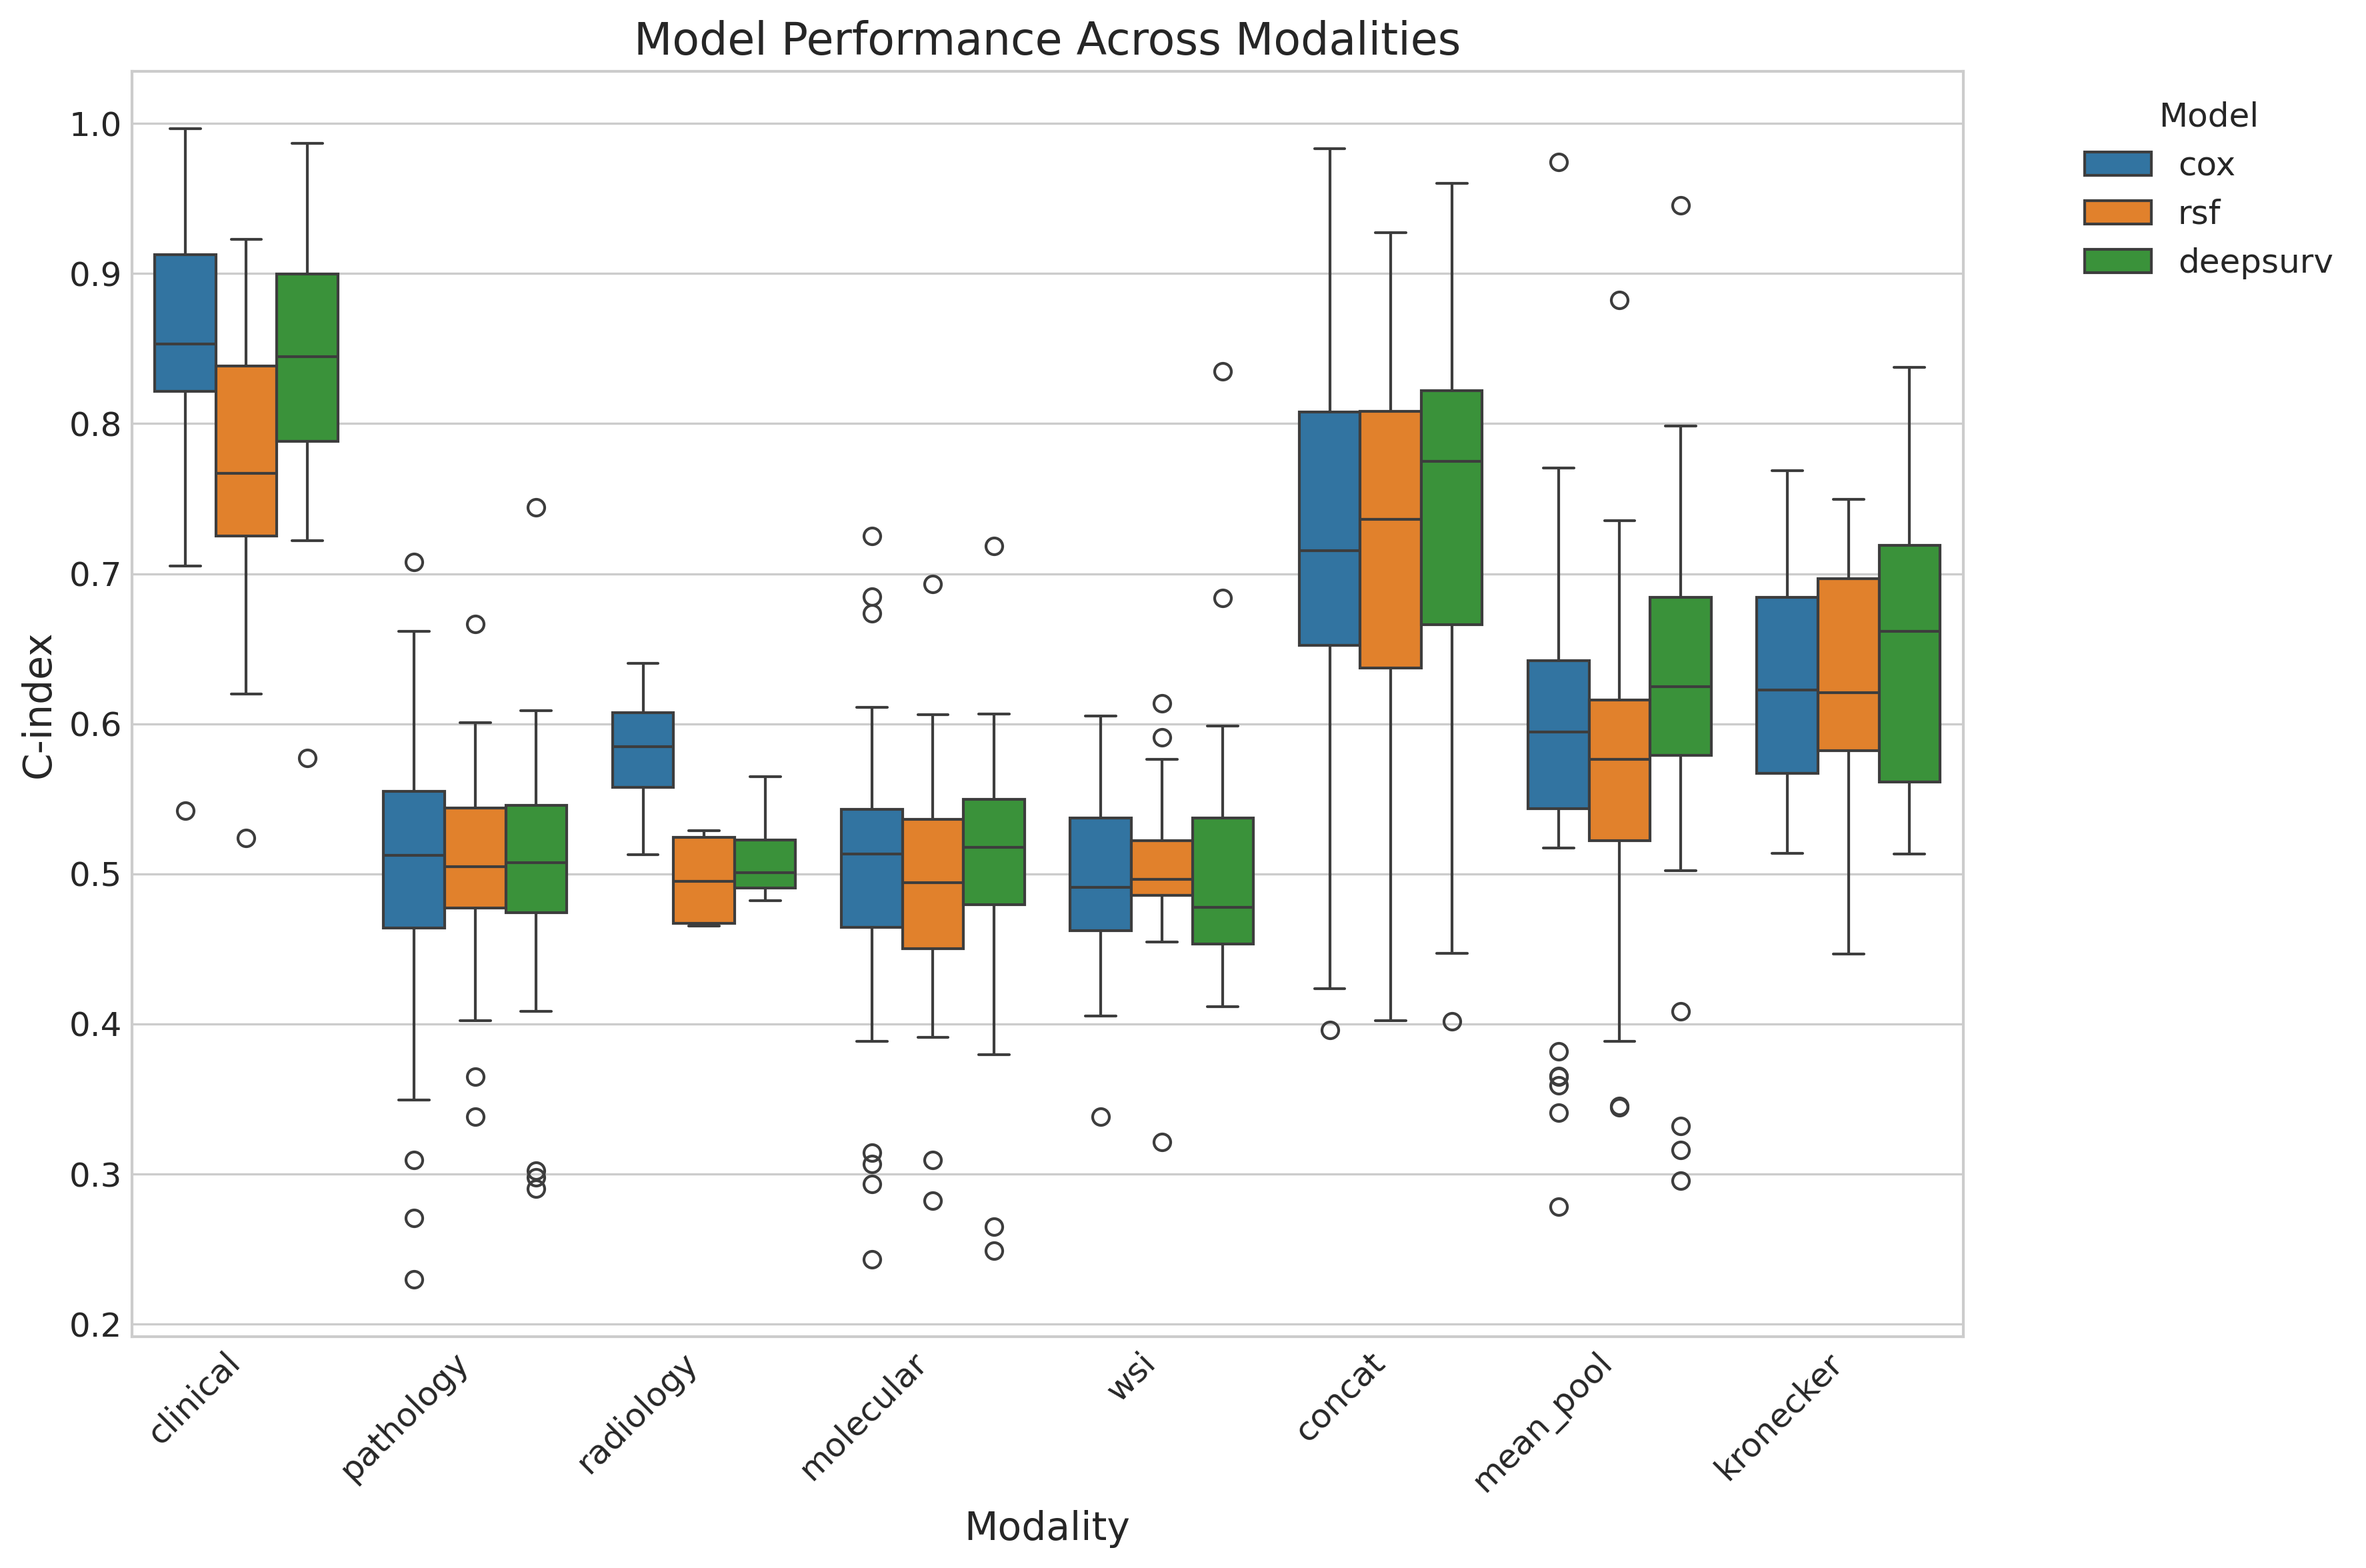 Model Performance Across Modalities
Model
cox
rsf
deepsurv
C-index
1.0
0.9
0.8
0.7
0.6
0.5
0.4
0.3
0.2
clinical
pathology
radiology
molecular
wsi
concat
mean_pool
kronecker
Modality